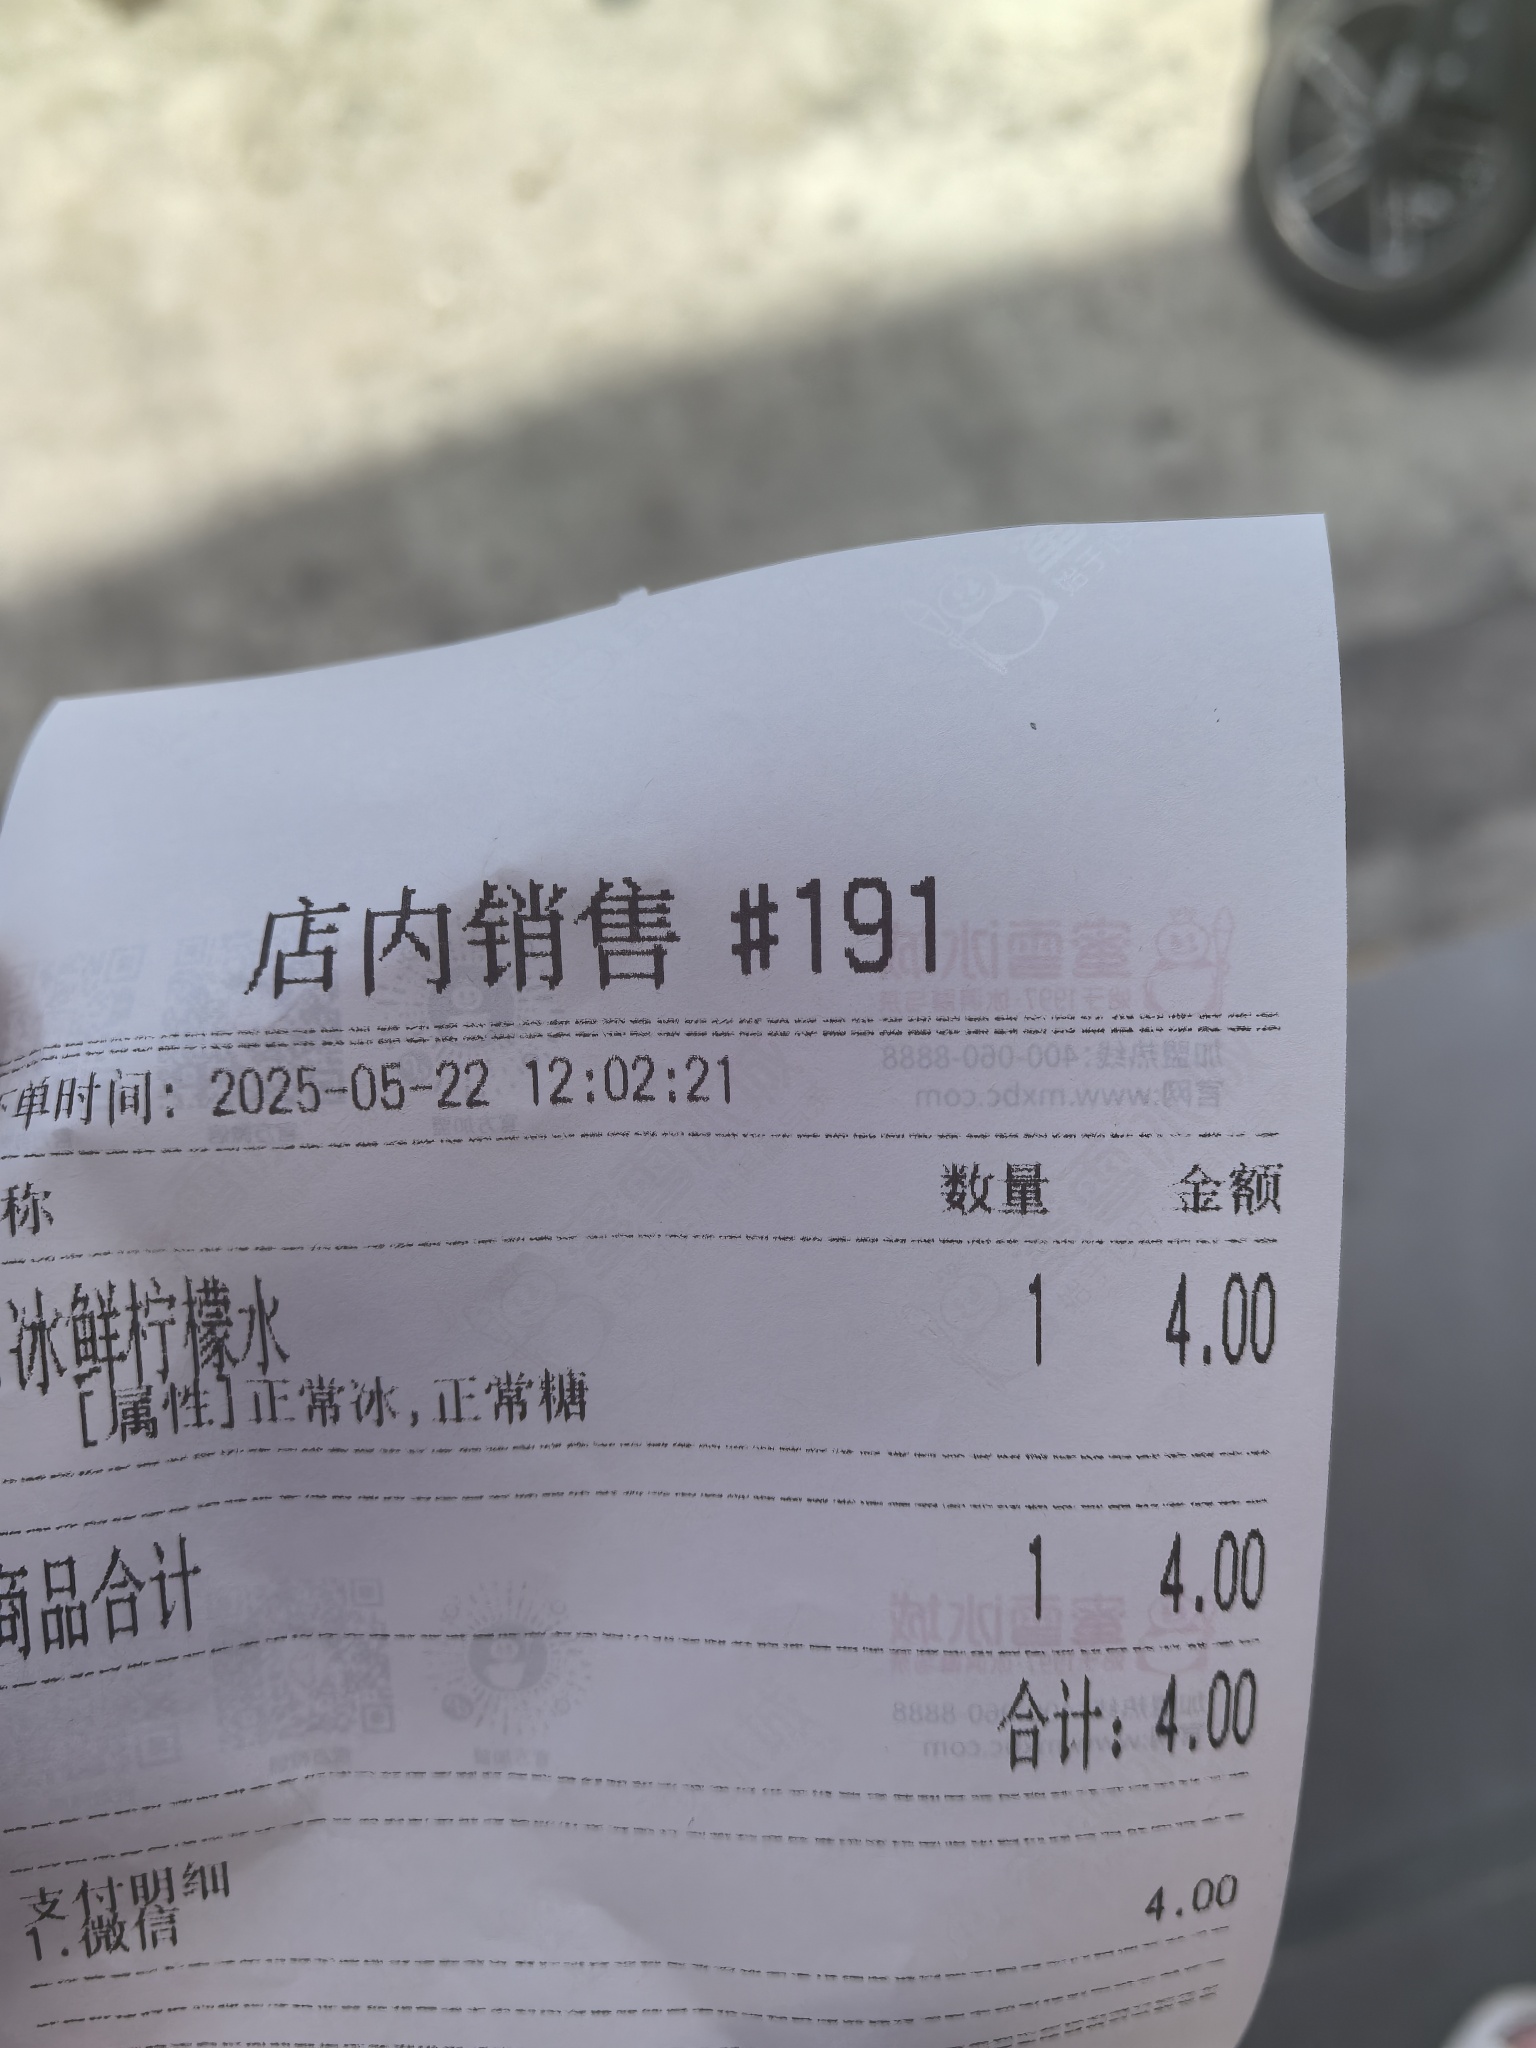 店内销售 #191
单时间: 2025-05-22 12:02:21
称 数量 金额
冰鲜柠檬水 1 4.00
[属性]正常冰,正常糖
商品合计 1 4.00
合计: 4.00
支付明细
1.微信 4.00
蜜雪冰城
加盟热线:400-060-8888
官网:www.mxbc.com